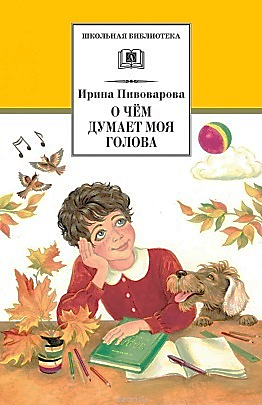 ШКОЛЬНАЯ БИБЛИОТЕКА
Ирина Пивоварова
О ЧЁМ
ДУМАЕТ МОЯ
ГОЛОВА